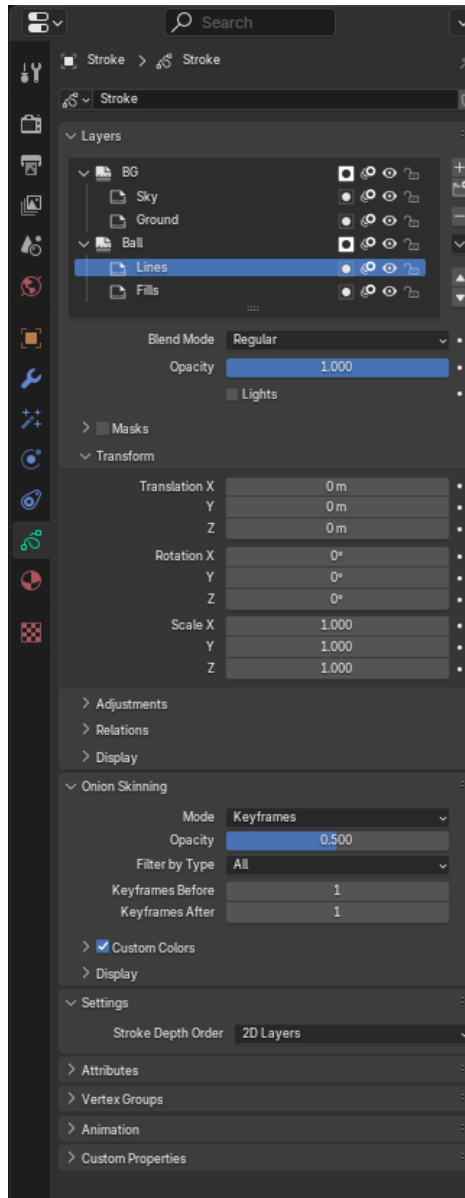 Search
Stroke > Stroke
Stroke
Layers
BG
Sky
Ground
Ball
Lines
Fills
Blend Mode Regular
Opacity 1.000
Lights
Masks
Transform
Translation X 0 m
Y 0 m
Z 0 m
Rotation X 0°
Y 0°
Z 0°
Scale X 1.000
Y 1.000
Z 1.000
Adjustments
Relations
Display
Onion Skinning
Mode Keyframes
Opacity 0.500
Filter by Type All
Keyframes Before 1
Keyframes After 1
Custom Colors
Display
Settings
Stroke Depth Order 2D Layers
Attributes
Vertex Groups
Animation
Custom Properties